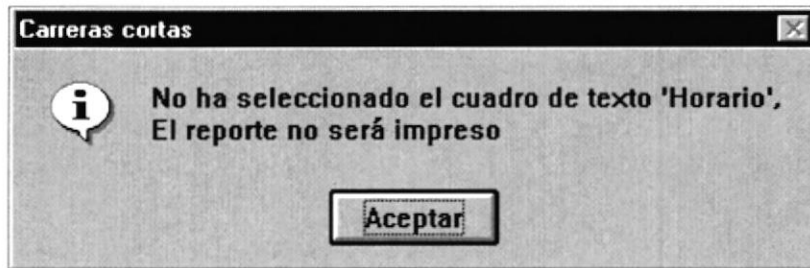 Carreras cortas
No ha seleccionado el cuadro de texto 'Horario',
El reporte no será impreso
Aceptar